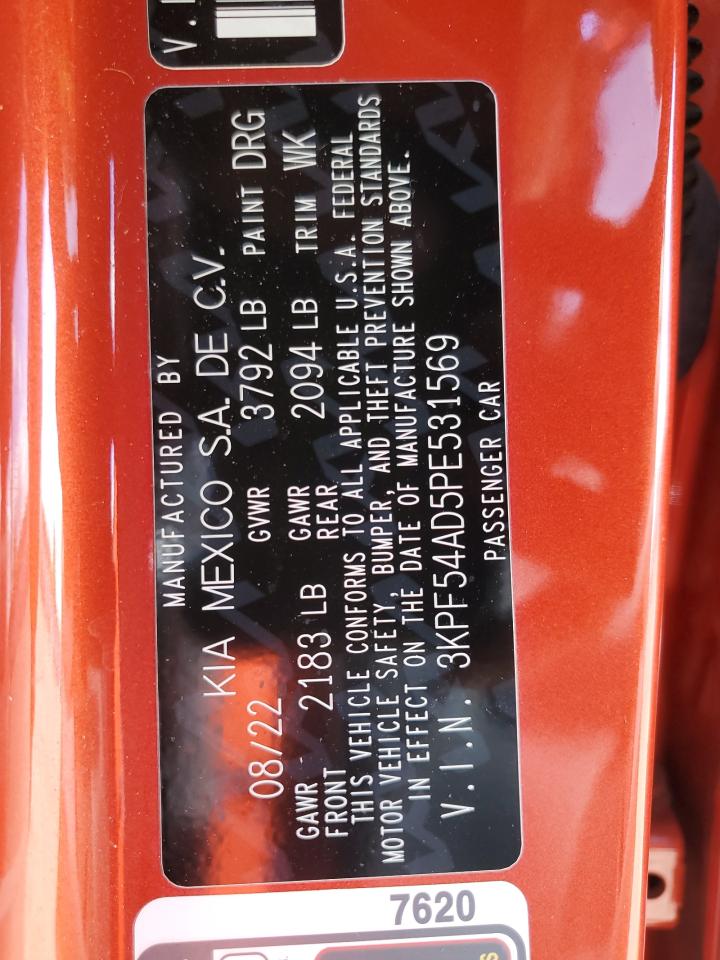 V.I
MANUFACTURED BY
KIA MEXICO S.A. DE C.V.
08/22 GVWR 3792 LB PAINT DRG
GAWR FRONT 2183 LB GAWR REAR 2094 LB TRIM WK
THIS VEHICLE CONFORMS TO ALL APPLICABLE U.S.A. FEDERAL
MOTOR VEHICLE SAFETY, BUMPER, AND THEFT PREVENTION STANDARDS
IN EFFECT ON THE DATE OF MANUFACTURE SHOWN ABOVE.
V.I.N. 3KPF54AD5PE531569
PASSENGER CAR
7620